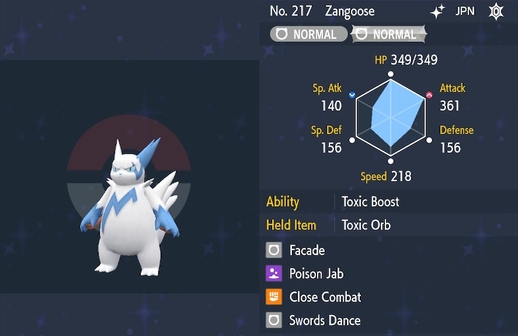 No. 217 Zangoose JPN
NORMAL NORMAL
HP 349/349
Sp. Atk 140
Attack 361
Sp. Def 156
Defense 156
Speed 218
Ability Toxic Boost
Held Item Toxic Orb
Facade
Poison Jab
Close Combat
Swords Dance